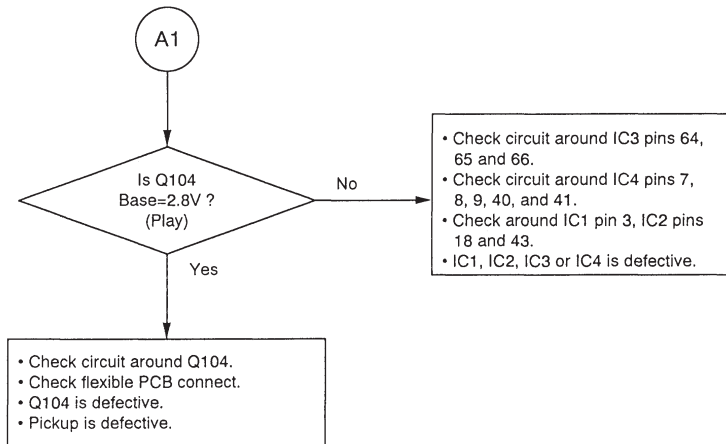 A1
Is Q104
Base=2.8V ?
(Play)
No
• Check circuit around IC3 pins 64,
65 and 66.
• Check circuit around IC4 pins 7,
8, 9, 40, and 41.
• Check around IC1 pin 3, IC2 pins
18 and 43.
• IC1, IC2, IC3 or IC4 is defective.
Yes
• Check circuit around Q104.
• Check flexible PCB connect.
• Q104 is defective.
• Pickup is defective.